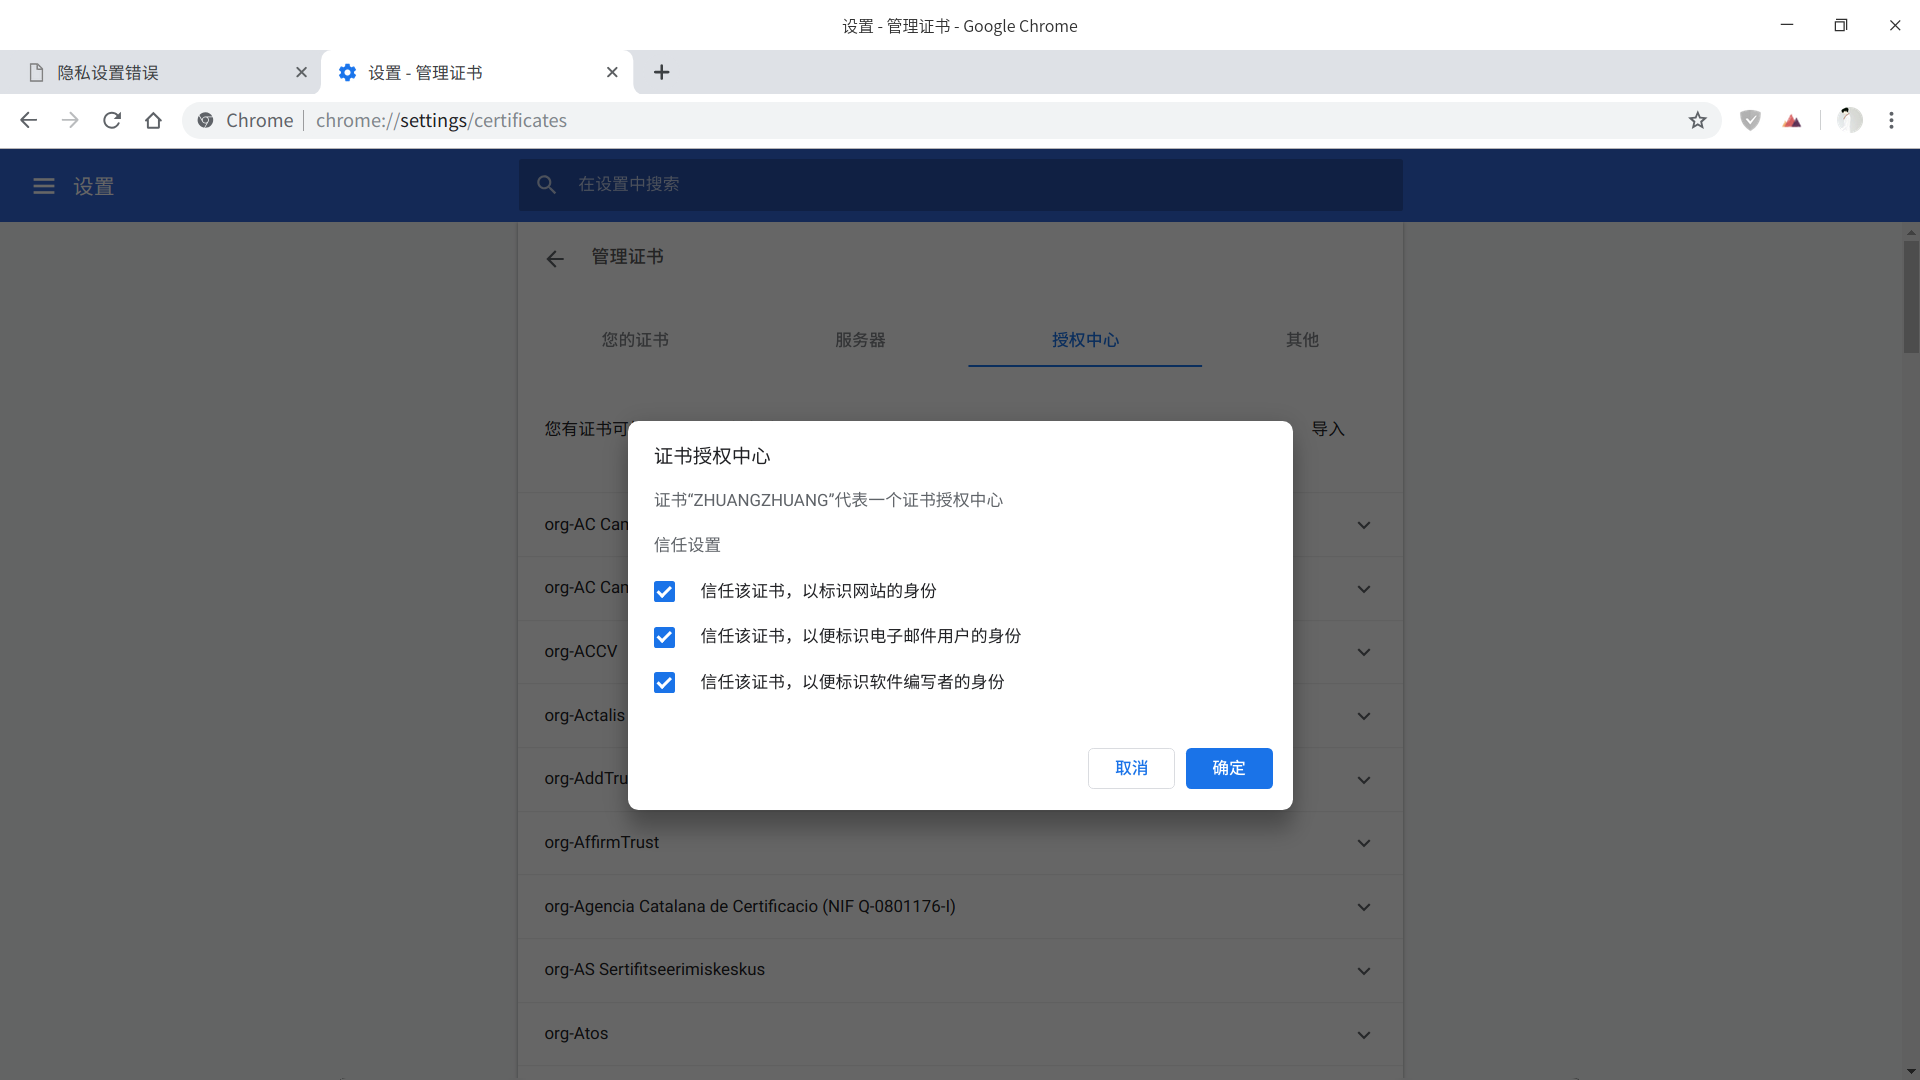 设置 - 管理证书 - Google Chrome
隐私设置错误
设置 - 管理证书
Chrome
chrome://settings/certificates
设置
在设置中搜索
管理证书
您的证书
服务器
授权中心
其他
您有证书可
导入
证书授权中心
证书“ZHUANGZHUANG”代表一个证书授权中心
信任设置
信任该证书，以标识网站的身份
信任该证书，以便标识电子邮件用户的身份
信任该证书，以便标识软件编写者的身份
取消
确定
org-AC Can
org-AC Can
org-ACCV
org-Actalis
org-AddTru
org-AffirmTrust
org-Agencia Catalana de Certificacio (NIF Q-0801176-I)
org-AS Sertifitseerimiskeskus
org-Atos